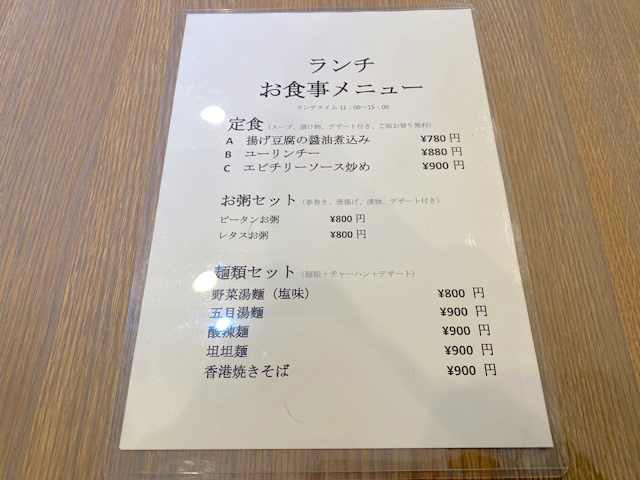 ランチ
お食事メニュー
ランチタイム 11：00～15：00
定食（スープ、漬け物、デザート付き、ご飯お替り無料）
A 揚げ豆腐の醤油煮込み ¥780 円
B ユーリンチー ¥880 円
C エビチリーソース炒め ¥900 円
お粥セット（春巻き、唐揚げ、漬物、デザート付き）
ピータンお粥 ¥800 円
レタスお粥 ¥800 円
麺類セット（麺類＋チャーハン＋デザート）
野菜湯麺（塩味） ¥800 円
五目湯麺 ¥900 円
酸辣麺 ¥900 円
坦坦麺 ¥900 円
香港焼きそば ¥900 円